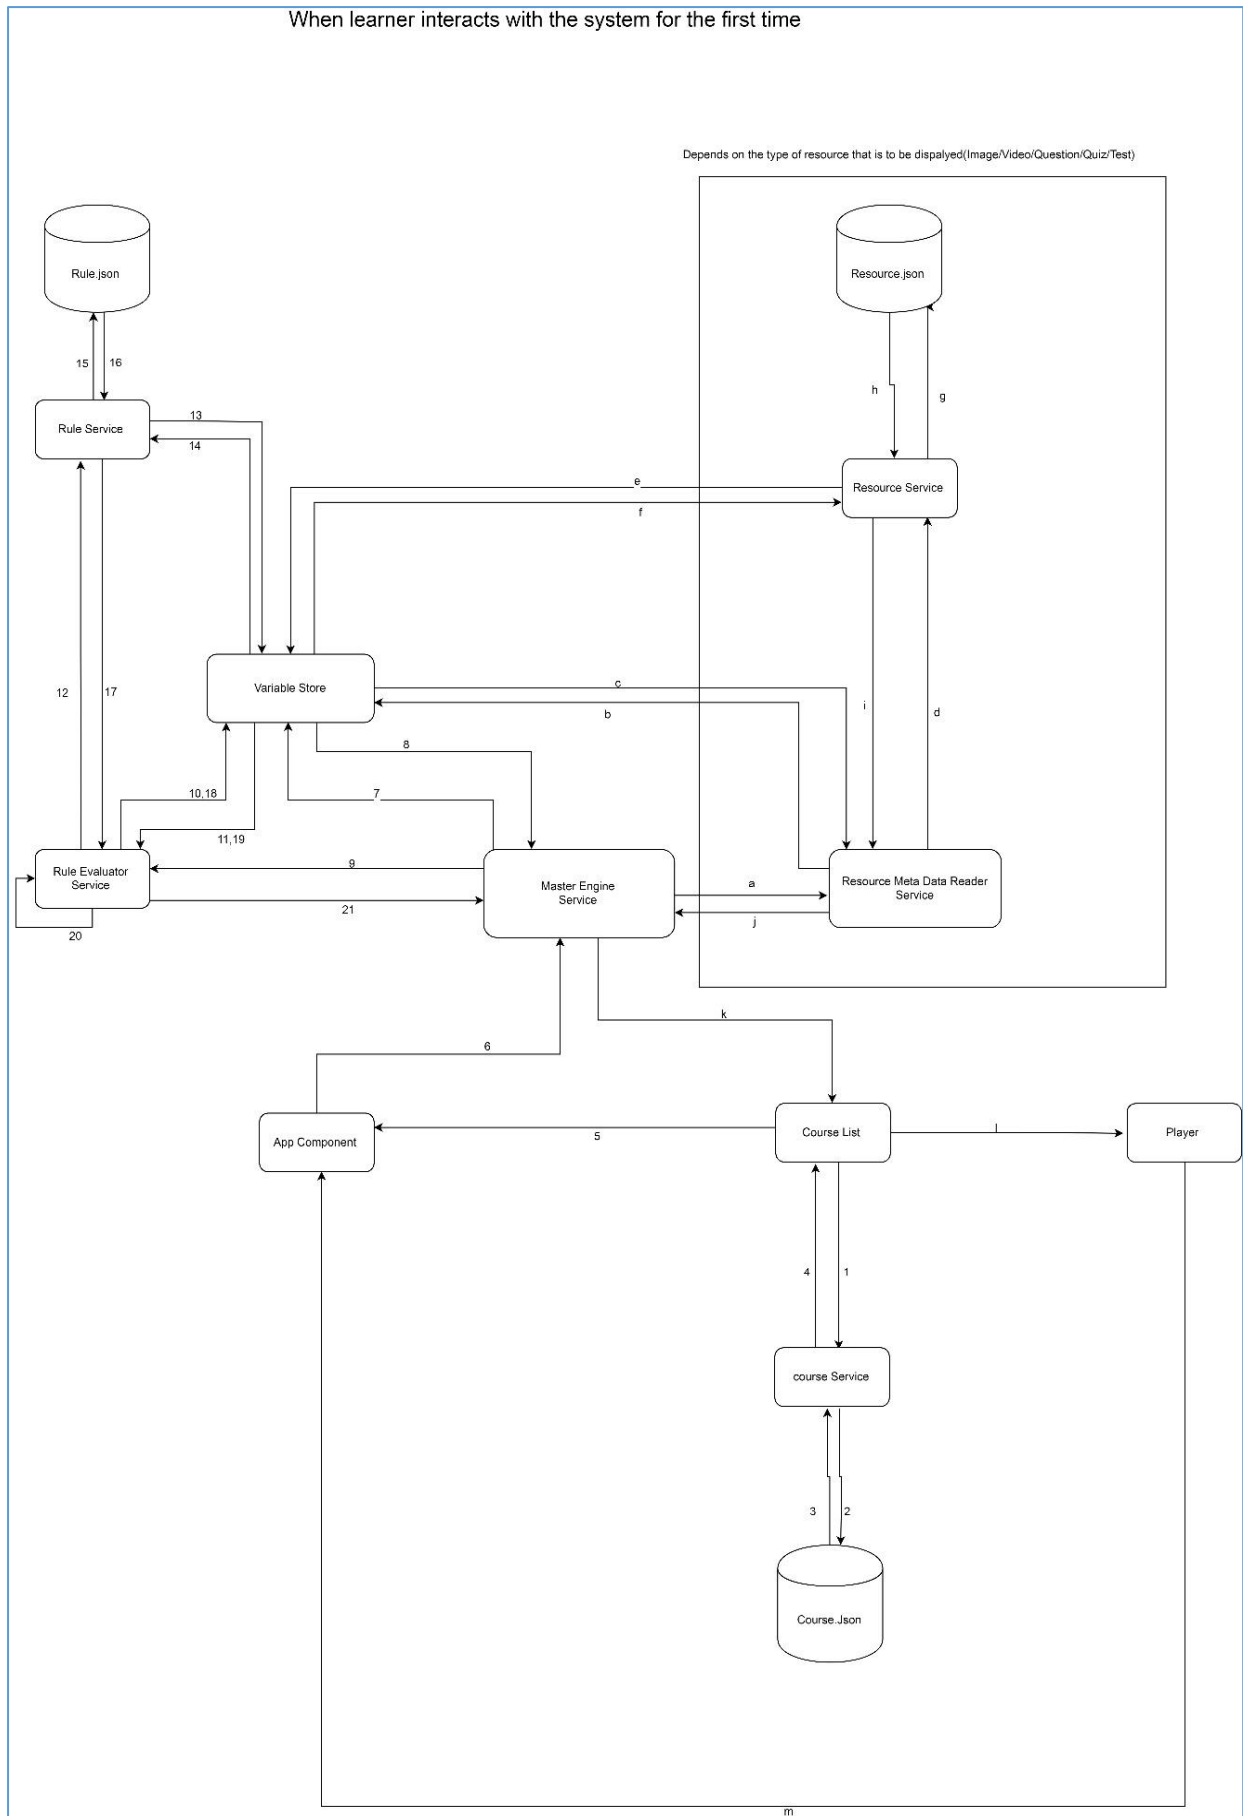 When learner interacts with the system for the first time
Depends on the type of resource that is to be dispalyed(Image/Video/Question/Quiz/Test)
Rule.json
Resource.json
15
16
h
g
13
14
Rule Service
e
f
Resource Service
12
17
Variable Store
c
b
i
d
8
10,18
7
11,19
9
Rule Evaluator
Service
21
20
Master Engine
Service
a
j
Resource Meta Data Reader
Service
k
6
App Component
5
Course List
l
Player
4
1
course Service
3
2
Course.Json
m